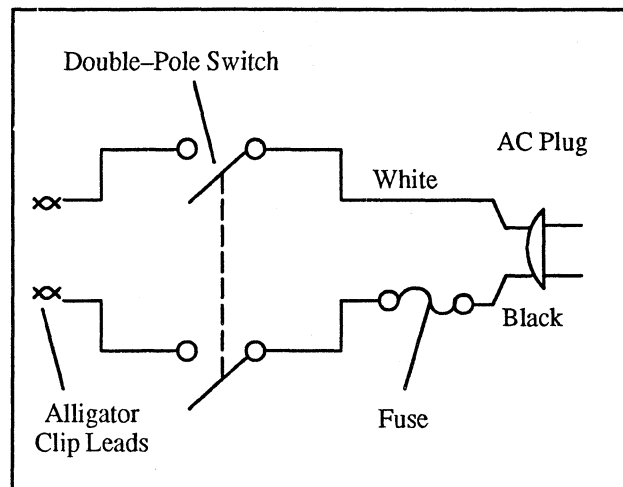 Double–Pole Switch
AC Plug
White
Black
Alligator
Clip Leads
Fuse